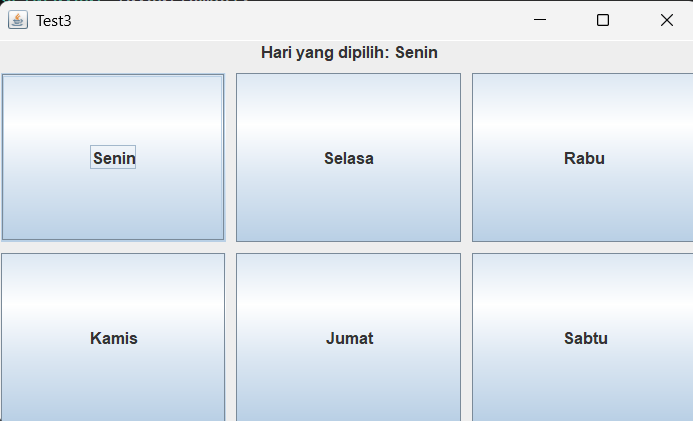 Test3
Hari yang dipilih: Senin
Senin Selasa Rabu
Kamis Jumat Sabtu